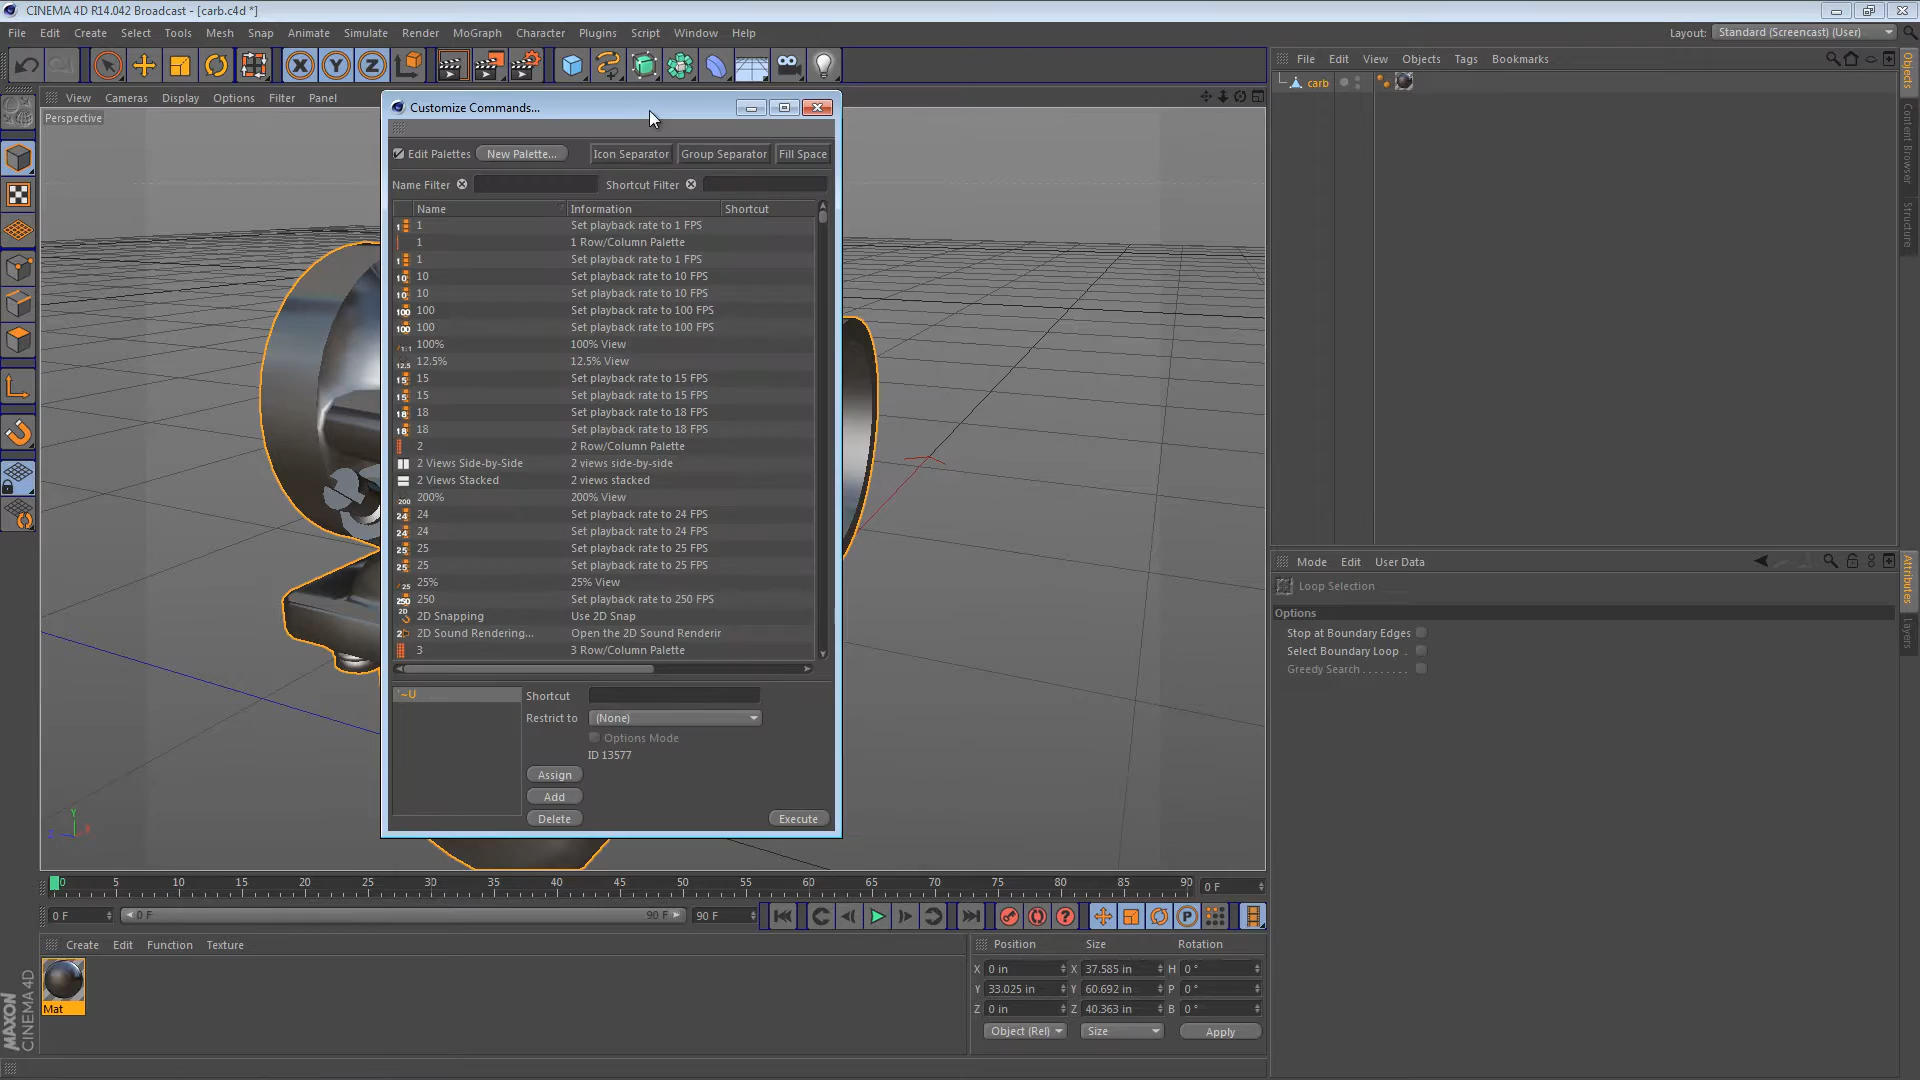 CINEMA 4D R14.042 Broadcast - [carb.c4d *]
File Edit Create Select Tools Mesh Snap Animate Simulate Render MoGraph Character Plugins Script Window Help
Layout: Standard (Screencast) (User)
X Y Z
File Edit View Objects Tags Bookmarks
carb
Objects
Content Browser
Structure
View Cameras Display Options Filter Panel
Perspective
Customize Commands...
Edit Palettes New Palette... Icon Separator Group Separator Fill Space
Name Filter Shortcut Filter
Name Information Shortcut
1 Set playback rate to 1 FPS
1 1 Row/Column Palette
1 Set playback rate to 1 FPS
10 Set playback rate to 10 FPS
10 Set playback rate to 10 FPS
100 Set playback rate to 100 FPS
100 Set playback rate to 100 FPS
100% 100% View
12.5% 12.5% View
15 Set playback rate to 15 FPS
15 Set playback rate to 15 FPS
18 Set playback rate to 18 FPS
18 Set playback rate to 18 FPS
2 2 Row/Column Palette
2 Views Side-by-Side 2 views side-by-side
2 Views Stacked 2 views stacked
200% 200% View
24 Set playback rate to 24 FPS
24 Set playback rate to 24 FPS
25 Set playback rate to 25 FPS
25 Set playback rate to 25 FPS
25% 25% View
250 Set playback rate to 250 FPS
2D Snapping Use 2D Snap
2D Sound Rendering... Open the 2D Sound Renderir
3 3 Row/Column Palette
~U
Shortcut
Restrict to (None)
Options Mode
ID 13577
Assign
Add
Delete Execute
Mode Edit User Data
Loop Selection
Options
Stop at Boundary Edges
Select Boundary Loop .
Greedy Search . . . . . . . .
Attributes
Layers
Y
X
Z
0 5 10 15 20 25 30 35 40 45 50 55 60 65 70 75 80 85 90 0 F
0 F 0 F 90 F 90 F
P
Create Edit Function Texture
Mat
Position Size Rotation
X 0 in X 37.585 in H 0 °
Y 33.025 in Y 60.692 in P 0 °
Z 0 in Z 40.363 in B 0 °
Object (Rel) Size Apply
MAXON
CINEMA 4D